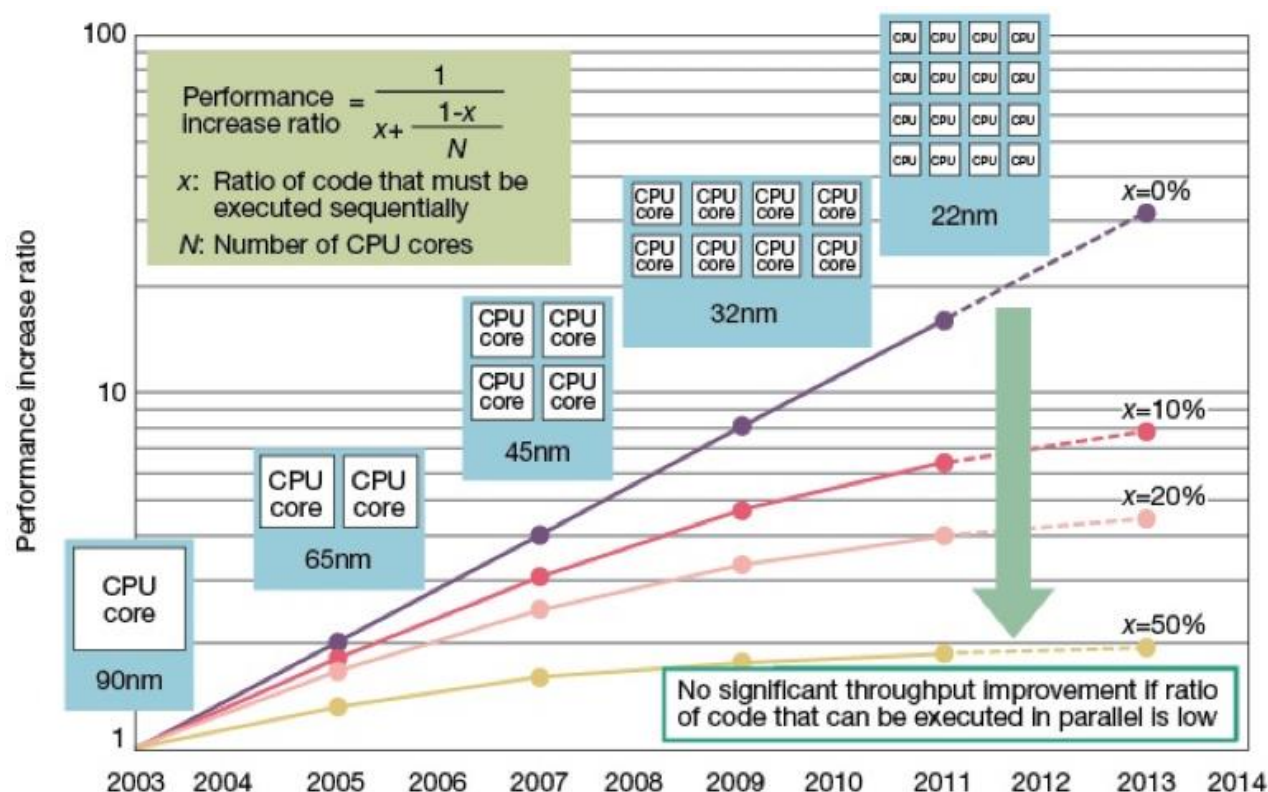 Performance increase ratio
100
10
1
Performance
increase ratio = 1
x+ 1-x
N
x: Ratio of code that must be
executed sequentially
N: Number of CPU cores
CPU
core
90nm
CPU CPU
core core
65nm
CPU CPU
core core
CPU CPU
core core
45nm
CPU CPU CPU CPU
core core core core
CPU CPU CPU CPU
core core core core
32nm
CPU CPU CPU CPU
CPU CPU CPU CPU
CPU CPU CPU CPU
CPU CPU CPU CPU
22nm
x=0%
x=10%
x=20%
x=50%
No significant throughput improvement if ratio
of code that can be executed in parallel is low
2003 2004 2005 2006 2007 2008 2009 2010 2011 2012 2013 2014